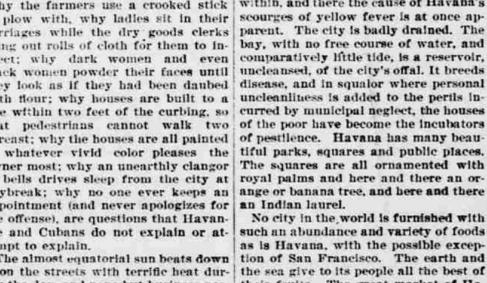 hy the farmers use a crooked stick
plow with, why ladies sit in their
rriages while the dry goods clerks
ng out rolls of cloth for them to in-
ct; why dark women and even
ck women powder their faces until
y look as if they had been daubed
th flour; why houses are built to a
e within two feet of the curbing, so
at pedestrians cannot walk two
reast; why the houses are all painted
whatever vivid color pleases the
ner most; why an unearthly clangor
bells drives sleep from the city at
ybreak; why no one ever keeps an
pointment (and never apologizes for
e offense), are questions that Havan-
e and Cubans do not explain or at-
mpt to explain.
The almost equatorial sun beats down
on the streets with terrific heat dur-
within, and there the cause of Havana's
scourges of yellow fever is at once ap-
parent. The city is badly drained. The
bay, with no free course of water, and
comparatively little tide, is a reservoir,
uncleansed, of the city's offal. It breeds
disease, and in squalor where personal
uncleanliness is added to the perils in-
curred by municipal neglect, the houses
of the poor have become the incubators
of pestilence. Havana has many beau-
tiful parks, squares and public places.
The squares are all ornamented with
royal palms and here and there an or-
ange or banana tree, and here and there
an Indian laurel.
No city in the world is furnished with
such an abundance and variety of foods
as is Havana, with the possible excep-
tion of San Francisco. The earth and
the sea give to its people all the best of